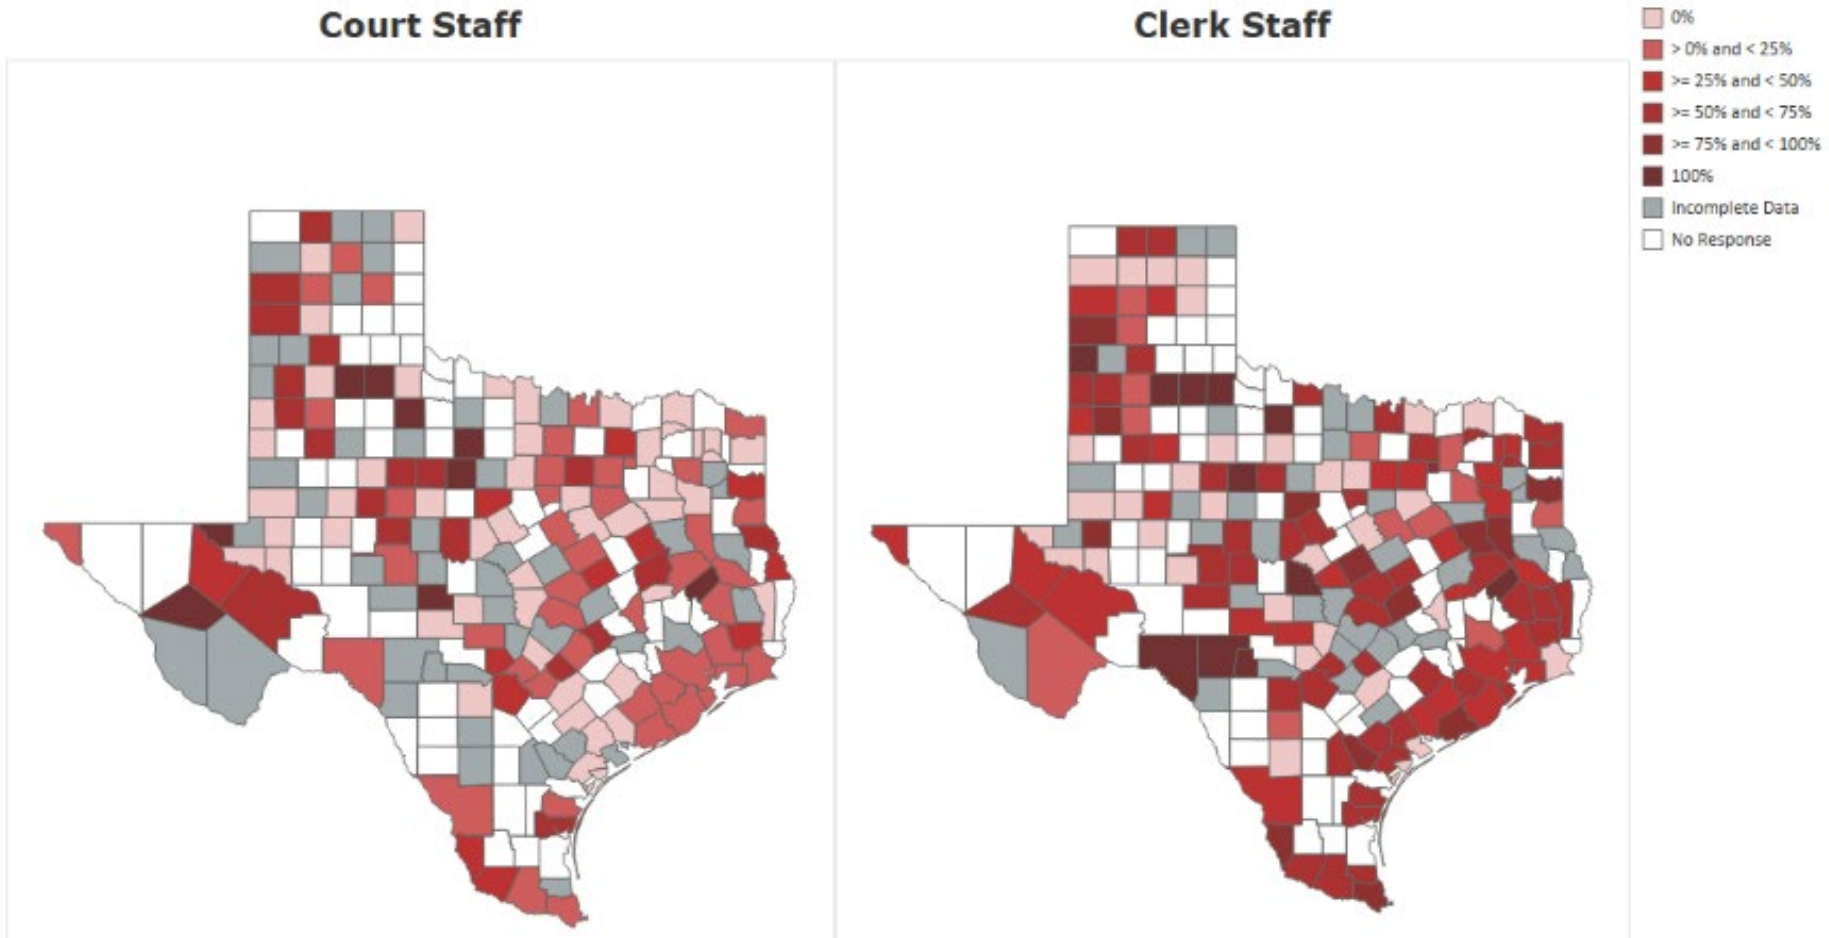 Court Staff
Clerk Staff
0%
> 0% and < 25%
>= 25% and < 50%
>= 50% and < 75%
>= 75% and < 100%
100%
Incomplete Data
No Response